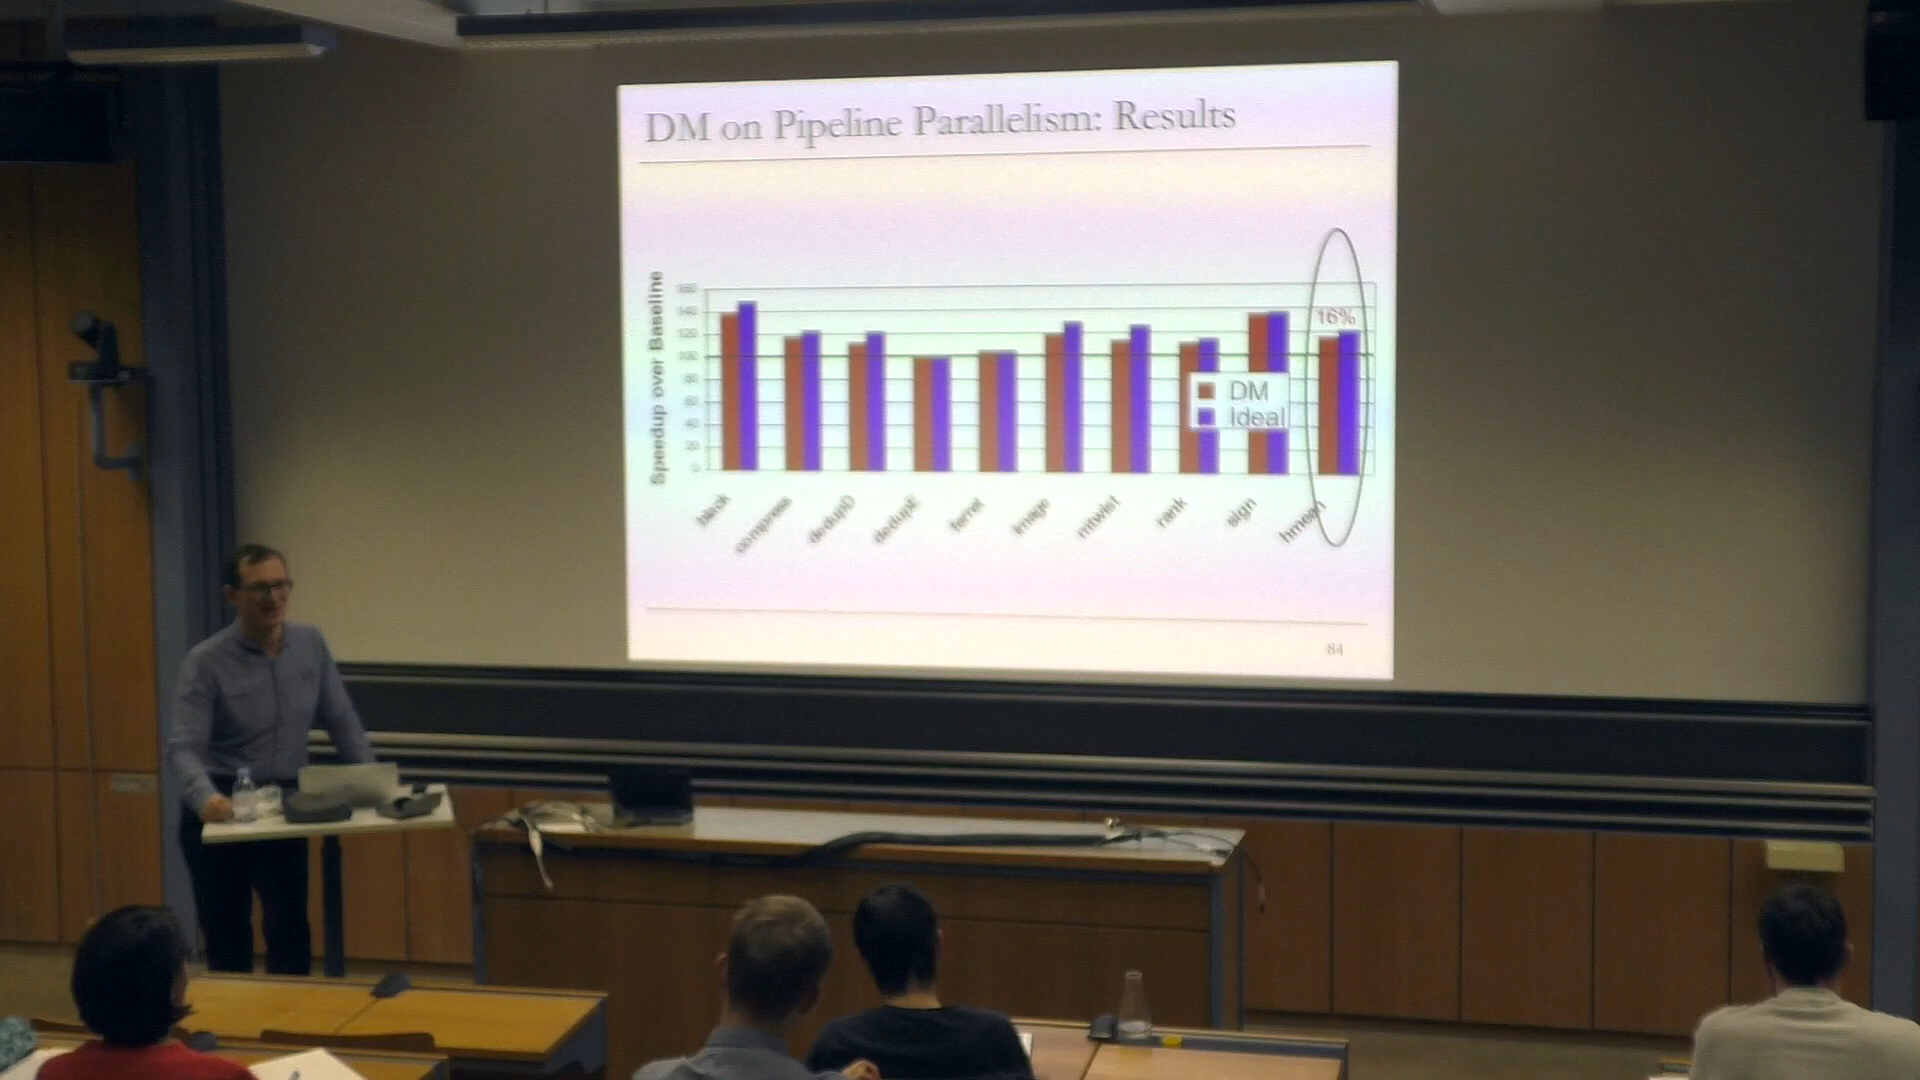 DM on Pipeline Parallelism: Results
Speedup over Baseline
160
140
120
100
80
60
40
20
0
16%
DM
Ideal
black
compress
dedupD
dedupE
ferret
image
mtwist
rank
sign
hmean
84